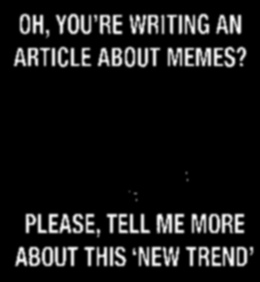 OH, YOU'RE WRITING AN
ARTICLE ABOUT MEMES?
PLEASE, TELL ME MORE
ABOUT THIS 'NEW TREND'